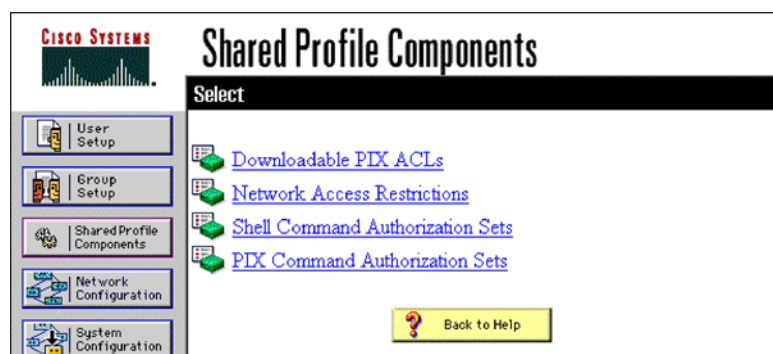 CISCO SYSTEMS
Shared Profile Components
Select
User
Setup
Group
Setup
Shared Profile
Components
Network
Configuration
System
Configuration
Downloadable PIX ACLs
Network Access Restrictions
Shell Command Authorization Sets
PIX Command Authorization Sets
? Back to Help